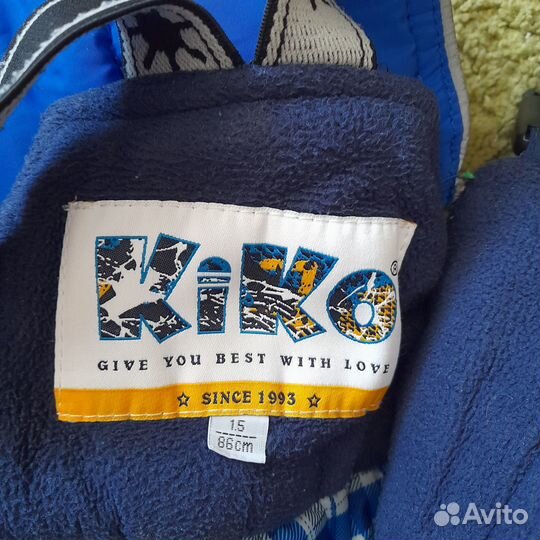 KiKo®
GIVE YOU BEST WITH LOVE
☆ SINCE 1993 ☆
1.5
86cm
Avito